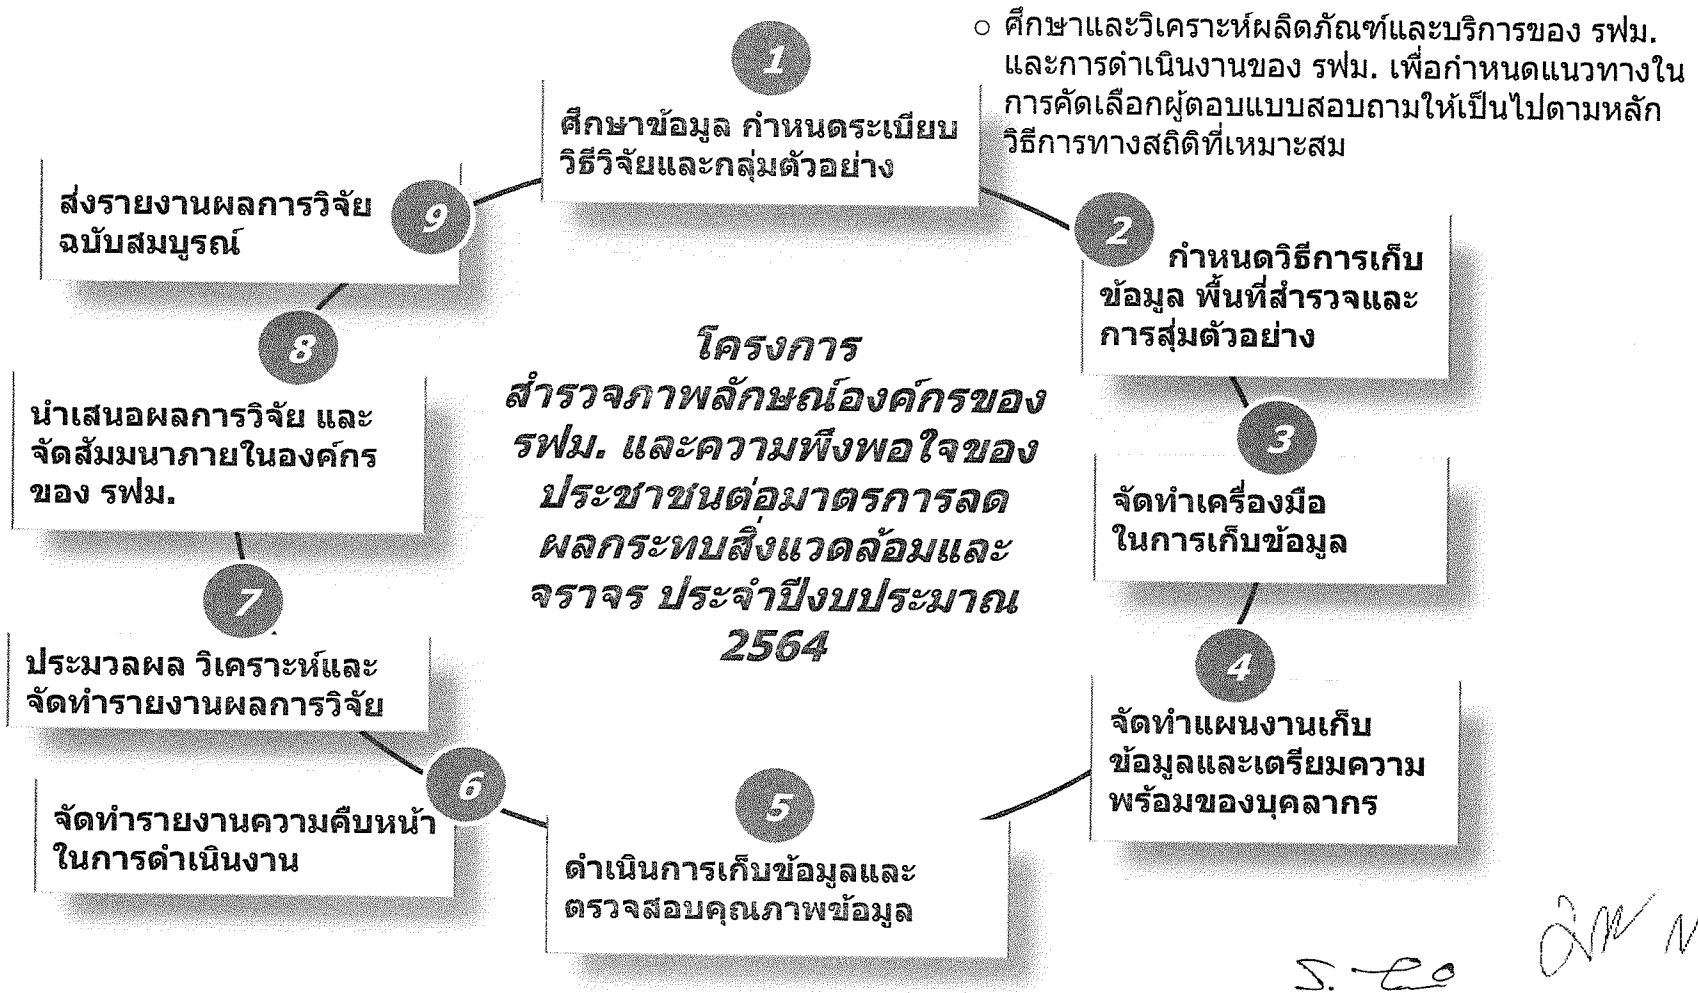 ○ ศึกษาและวิเคราะห์ผลิตภัณฑ์และบริการของ รฟม.
และการดำเนินงานของ รฟม. เพื่อกำหนดแนวทางใน
การคัดเลือกผู้ตอบแบบสอบถามให้เป็นไปตามหลัก
วิธีการทางสถิติที่เหมาะสม
1
ศึกษาข้อมูล กำหนดระเบียบ
วิธีวิจัยและกลุ่มตัวอย่าง
2
กำหนดวิธีการเก็บ
ข้อมูล พื้นที่สำรวจและ
การสุ่มตัวอย่าง
3
จัดทำเครื่องมือ
ในการเก็บข้อมูล
4
จัดทำแผนงานเก็บ
ข้อมูลและเตรียมความ
พร้อมของบุคลากร
5
ดำเนินการเก็บข้อมูลและ
ตรวจสอบคุณภาพข้อมูล
6
จัดทำรายงานความคืบหน้า
ในการดำเนินงาน
7
ประมวลผล วิเคราะห์และ
จัดทำรายงานผลการวิจัย
8
นำเสนอผลการวิจัย และ
จัดสัมมนาภายในองค์กร
ของ รฟม.
9
ส่งรายงานผลการวิจัย
ฉบับสมบูรณ์
โครงการ
สำรวจภาพลักษณ์องค์กรของ
รฟม. และความพึงพอใจของ
ประชาชนต่อมาตรการลด
ผลกระทบสิ่งแวดล้อมและ
จราจร ประจำปีงบประมาณ
2564